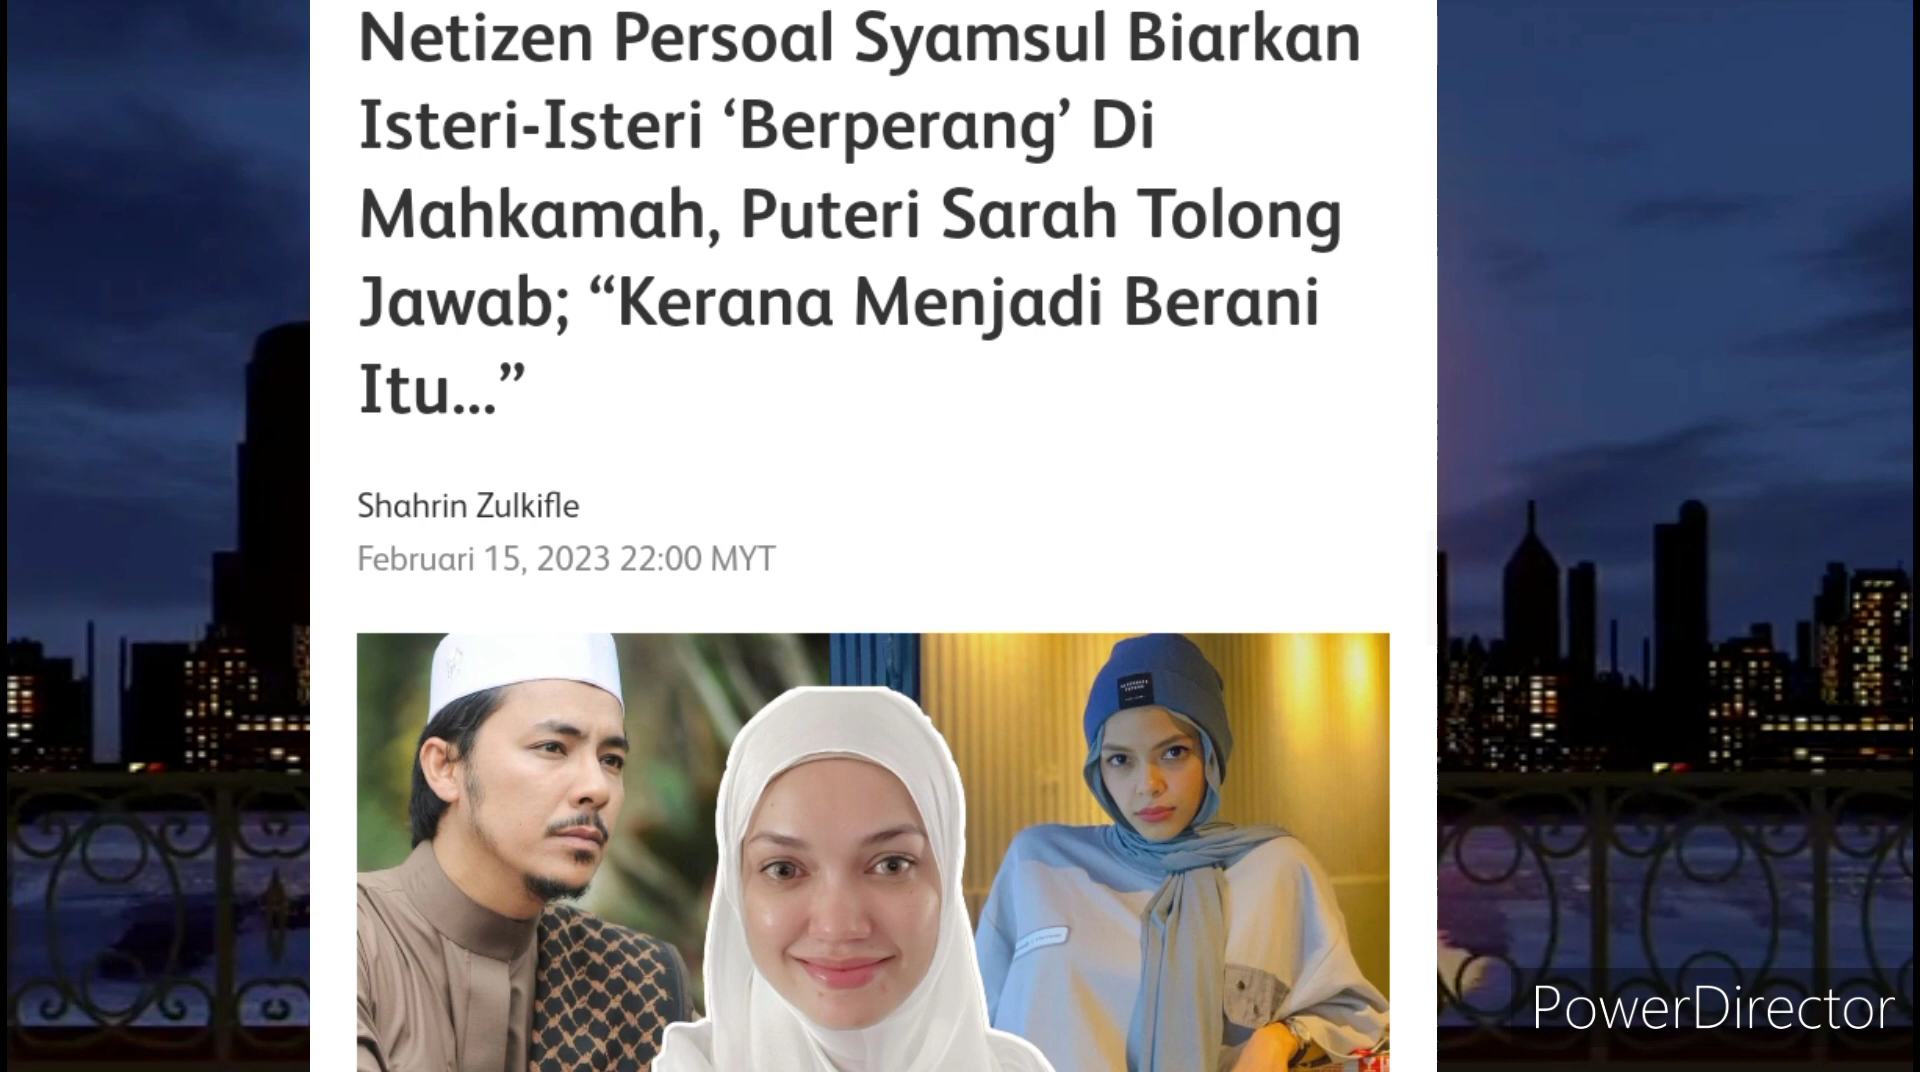 Netizen Persoal Syamsul Biarkan
Isteri-Isteri ‘Berperang’ Di
Mahkamah, Puteri Sarah Tolong
Jawab; “Kerana Menjadi Berani
Itu...”
Shahrin Zulkifle
Februari 15, 2023 22:00 MYT
PowerDirector